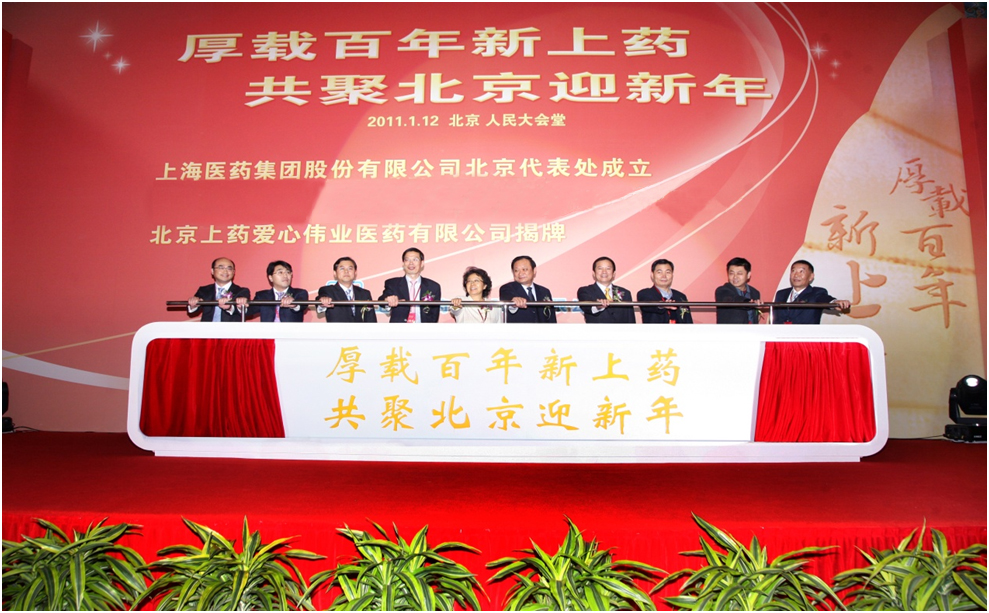 厚载百年新上药
共聚北京迎新年
2011.1.12 北京 人民大会堂
上海医药集团股份有限公司北京代表处成立
北京上药爱心伟业医药有限公司揭牌
厚载百年
新上
厚载百年新上药
共聚北京迎新年